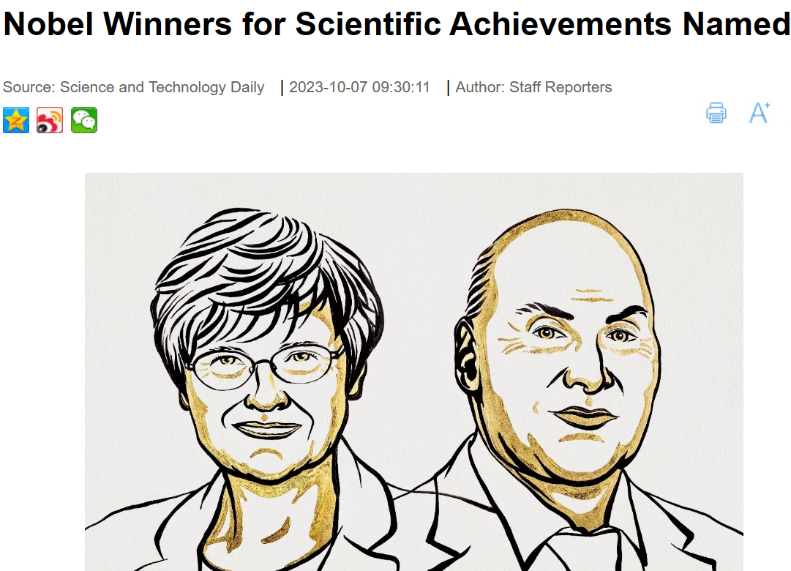 Nobel Winners for Scientific Achievements Named
Source: Science and Technology Daily | 2023-10-07 09:30:11 | Author: Staff Reporters
A+